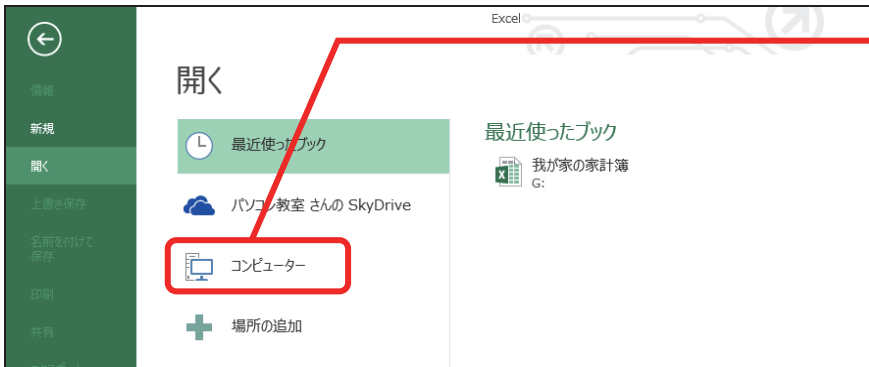 Excel
情報
新規
開く
上書き保存
名前を付けて
保存
印刷
共有
開く
最近使ったブック
パソコン教室 さんの SkyDrive
コンピューター
場所の追加
最近使ったブック
我が家の家計簿
G: